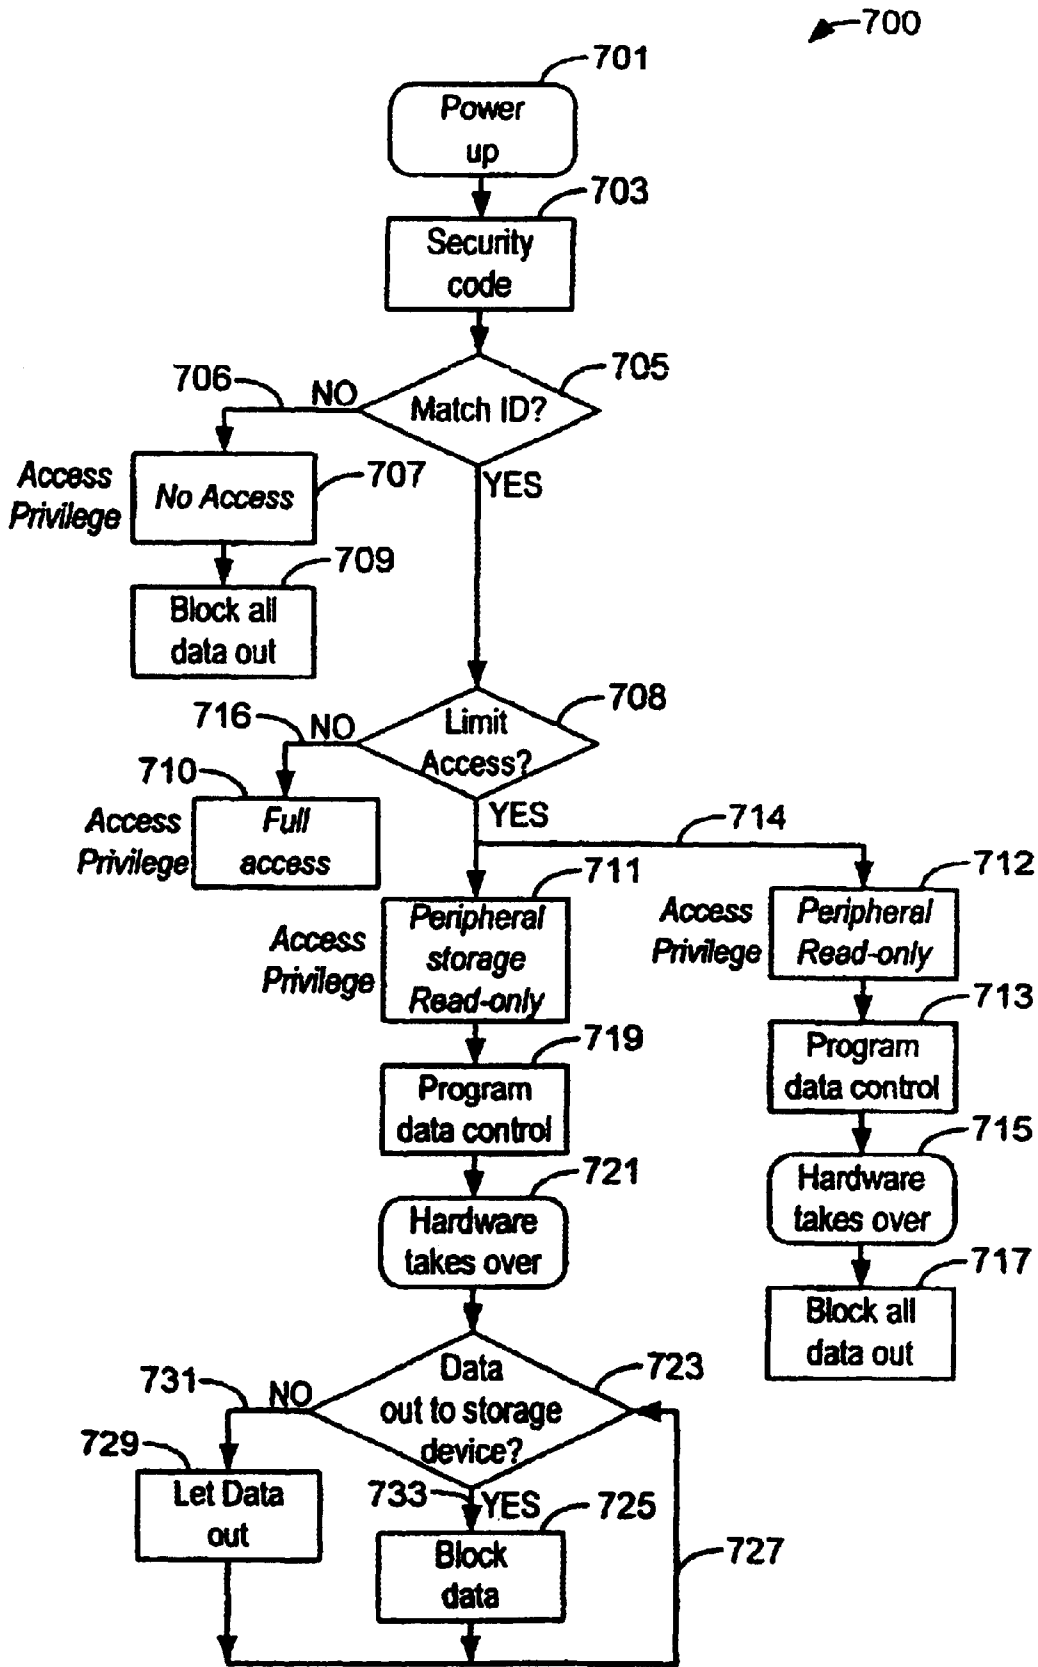 700
701
Power
up
703
Security
code
705
706
NO
Match ID?
YES
Access
Privilege
No Access
707
709
Block all
data out
708
716
NO
Limit
Access?
YES
710
Access
Privilege
Full
access
714
711
712
Access
Privilege
Peripheral
storage
Read-only
Access
Privilege
Peripheral
Read-only
719
713
Program
data control
Program
data control
721
715
Hardware
takes over
Hardware
takes over
717
Block all
data out
731
NO
Data
out to storage
device?
723
729
Let Data
out
733
YES
725
Block
data
727